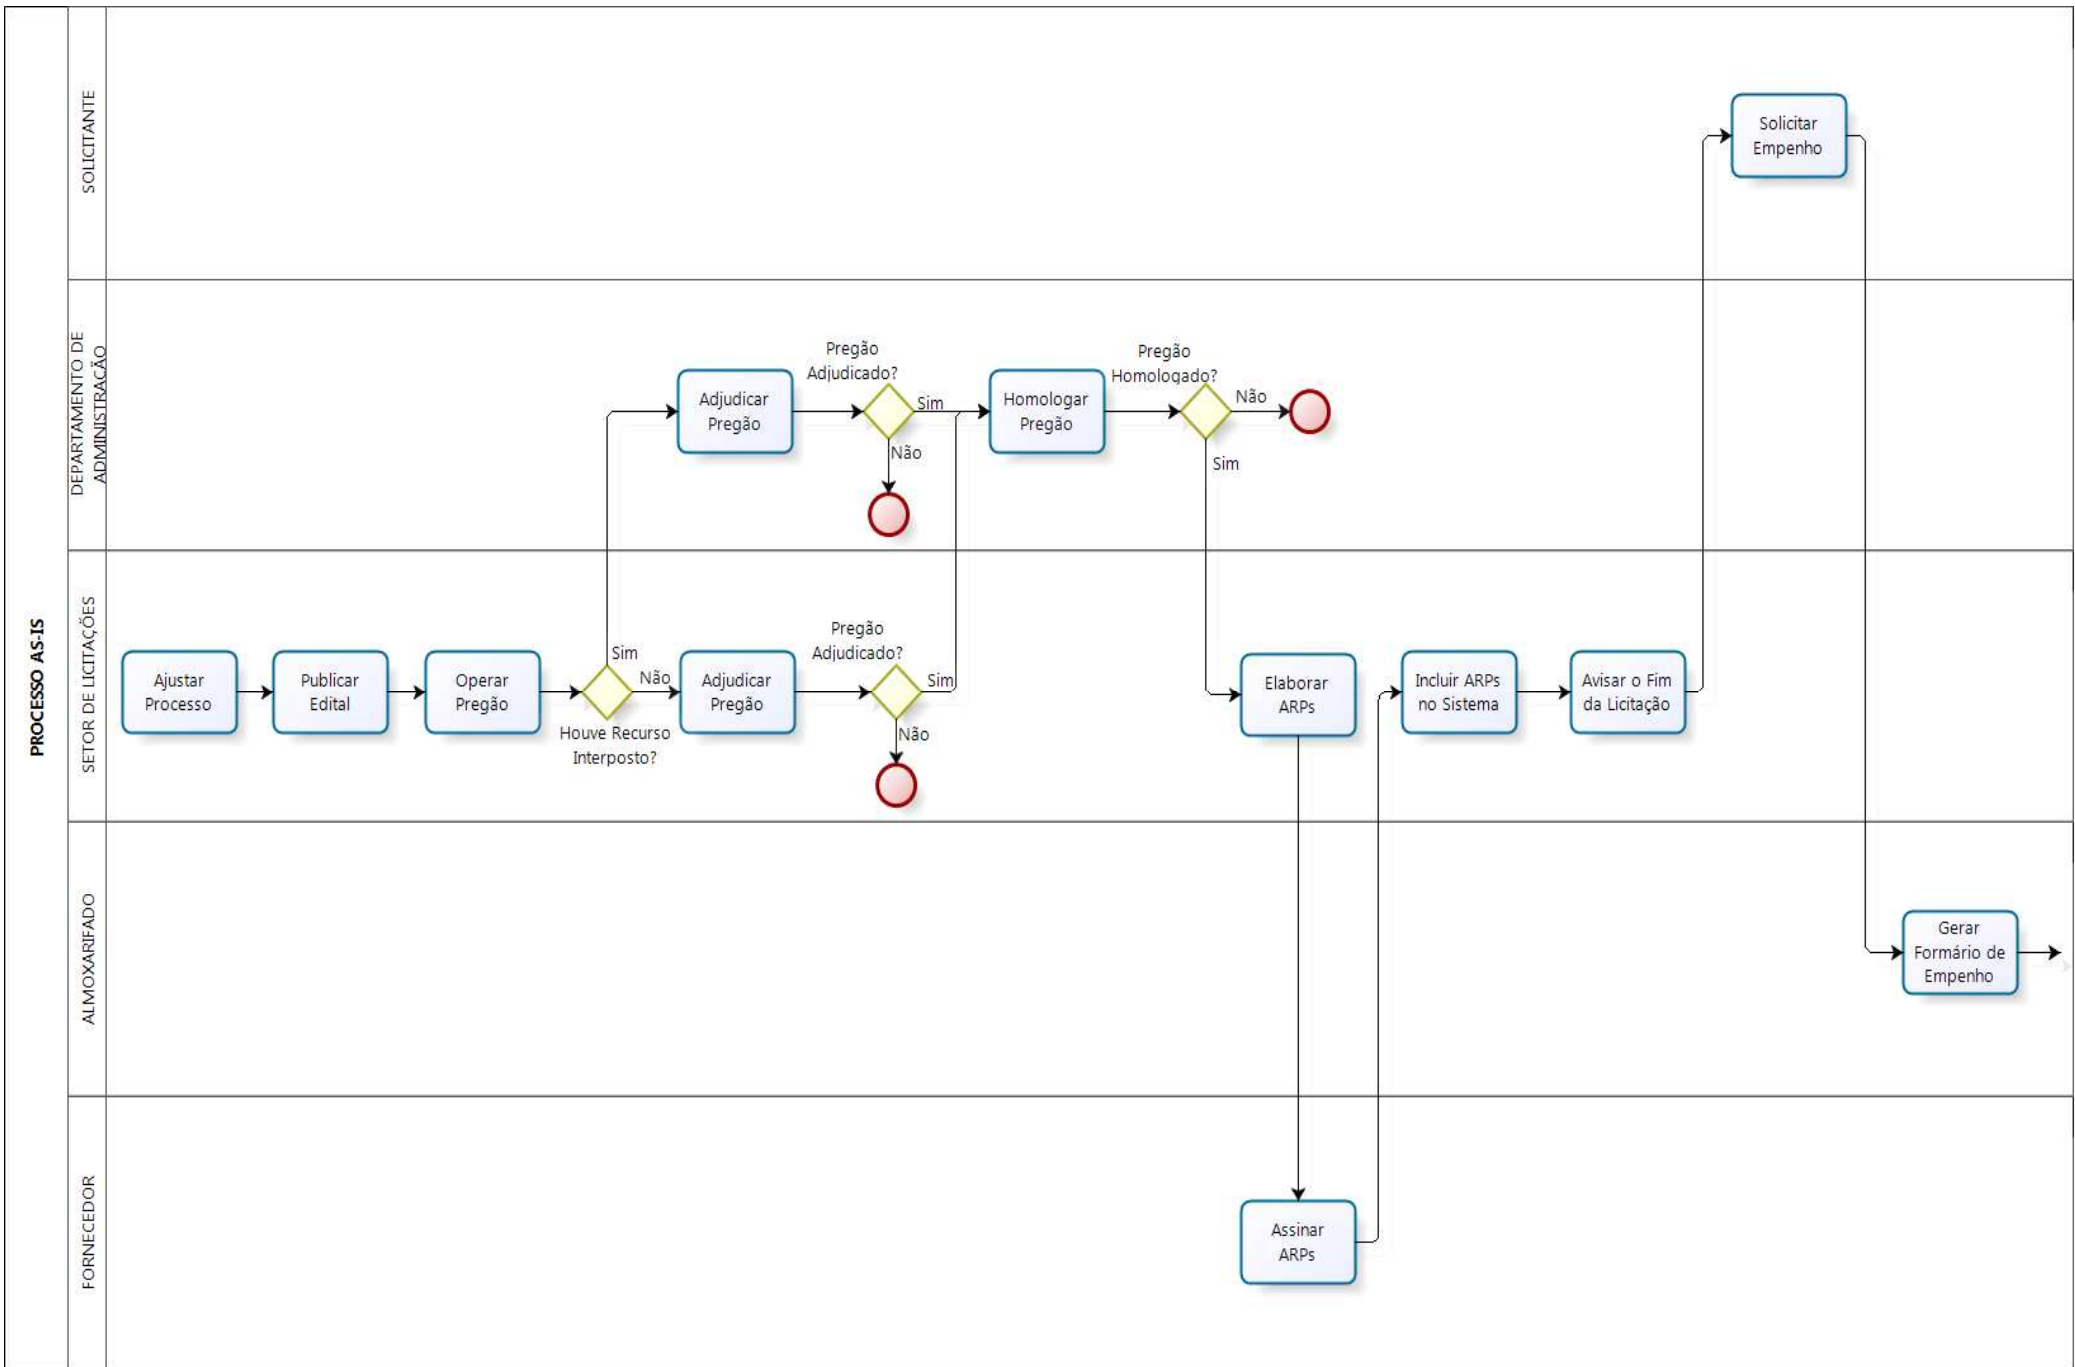 PROCESSO AS-IS
SOLICITANTE
Solicitar
Empenho
DEPARTAMENTO DE
ADMINISTRAÇÃO
Adjudicar
Pregão
Pregão
Adjudicado?
Sim
Não
Homologar
Pregão
Pregão
Homologado?
Não
Sim
SETOR DE LICITAÇÕES
Ajustar
Processo
Publicar
Edital
Operar
Pregão
Sim
Não
Houve Recurso
Interposto?
Adjudicar
Pregão
Pregão
Adjudicado?
Sim
Não
Elaborar
ARPs
Incluir ARPs
no Sistema
Avisar o Fim
da Licitação
ALMOXARIFADO
Gerar
Formário de
Empenho
FORNECEDOR
Assinar
ARPs